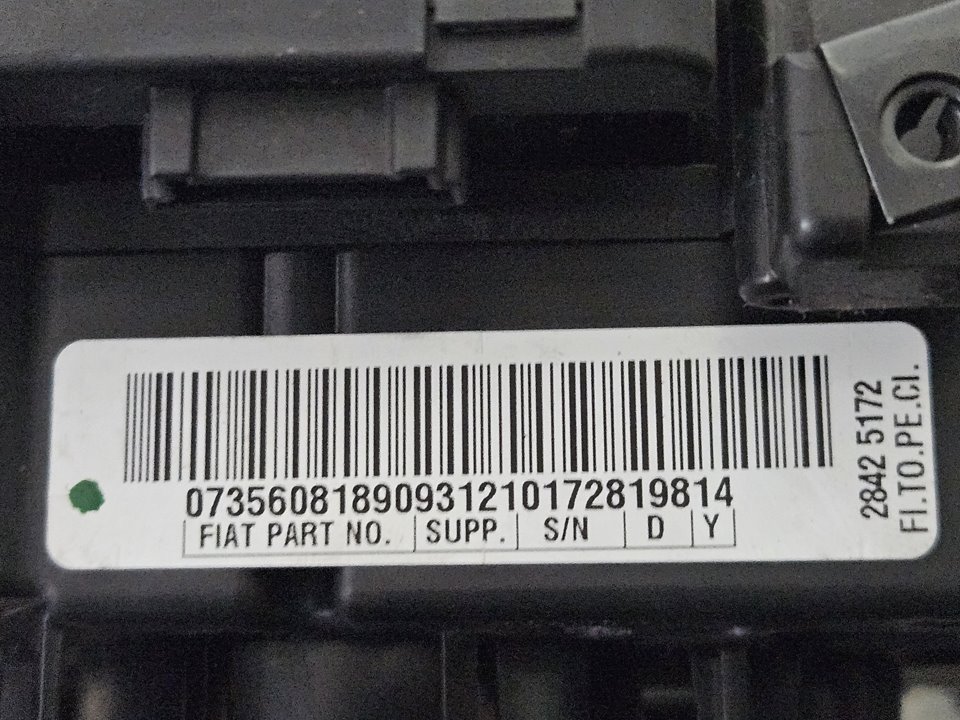 07356081890931210172819814
FIAT PART NO. SUPP. S/N D Y
2842 5172
FI.TO.PE.CI.